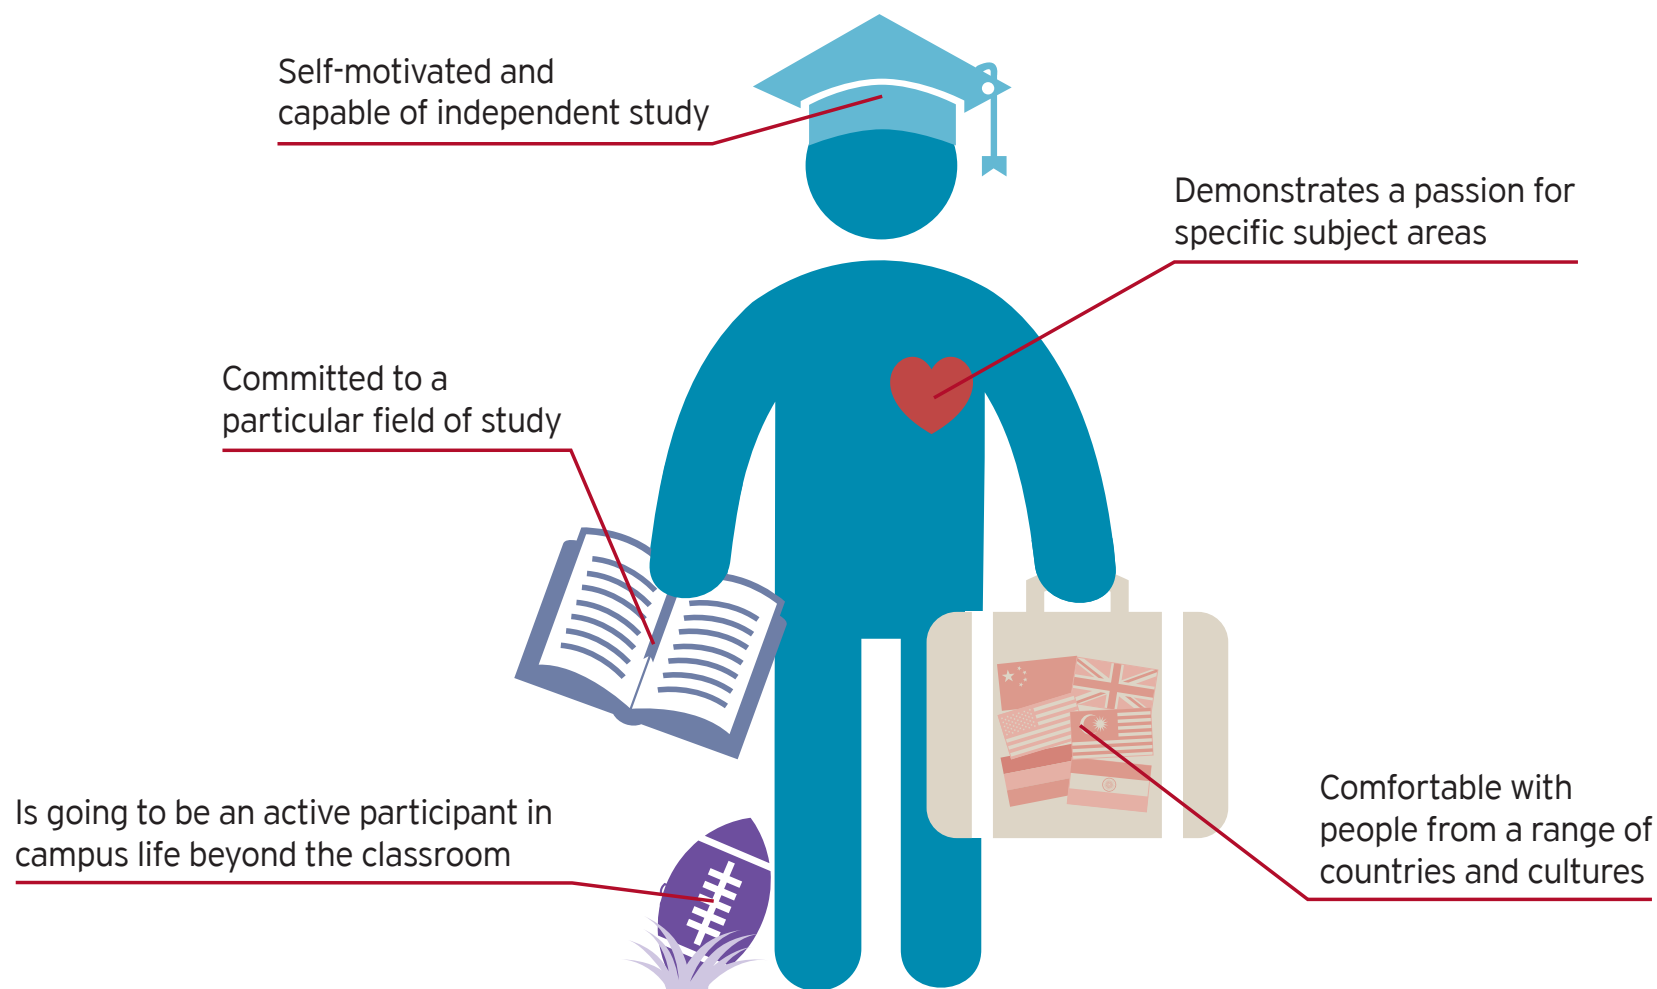 Self-motivated and
capable of independent study
Demonstrates a passion for
specific subject areas
Committed to a
particular field of study
Is going to be an active participant in
campus life beyond the classroom
Comfortable with
people from a range of
countries and cultures